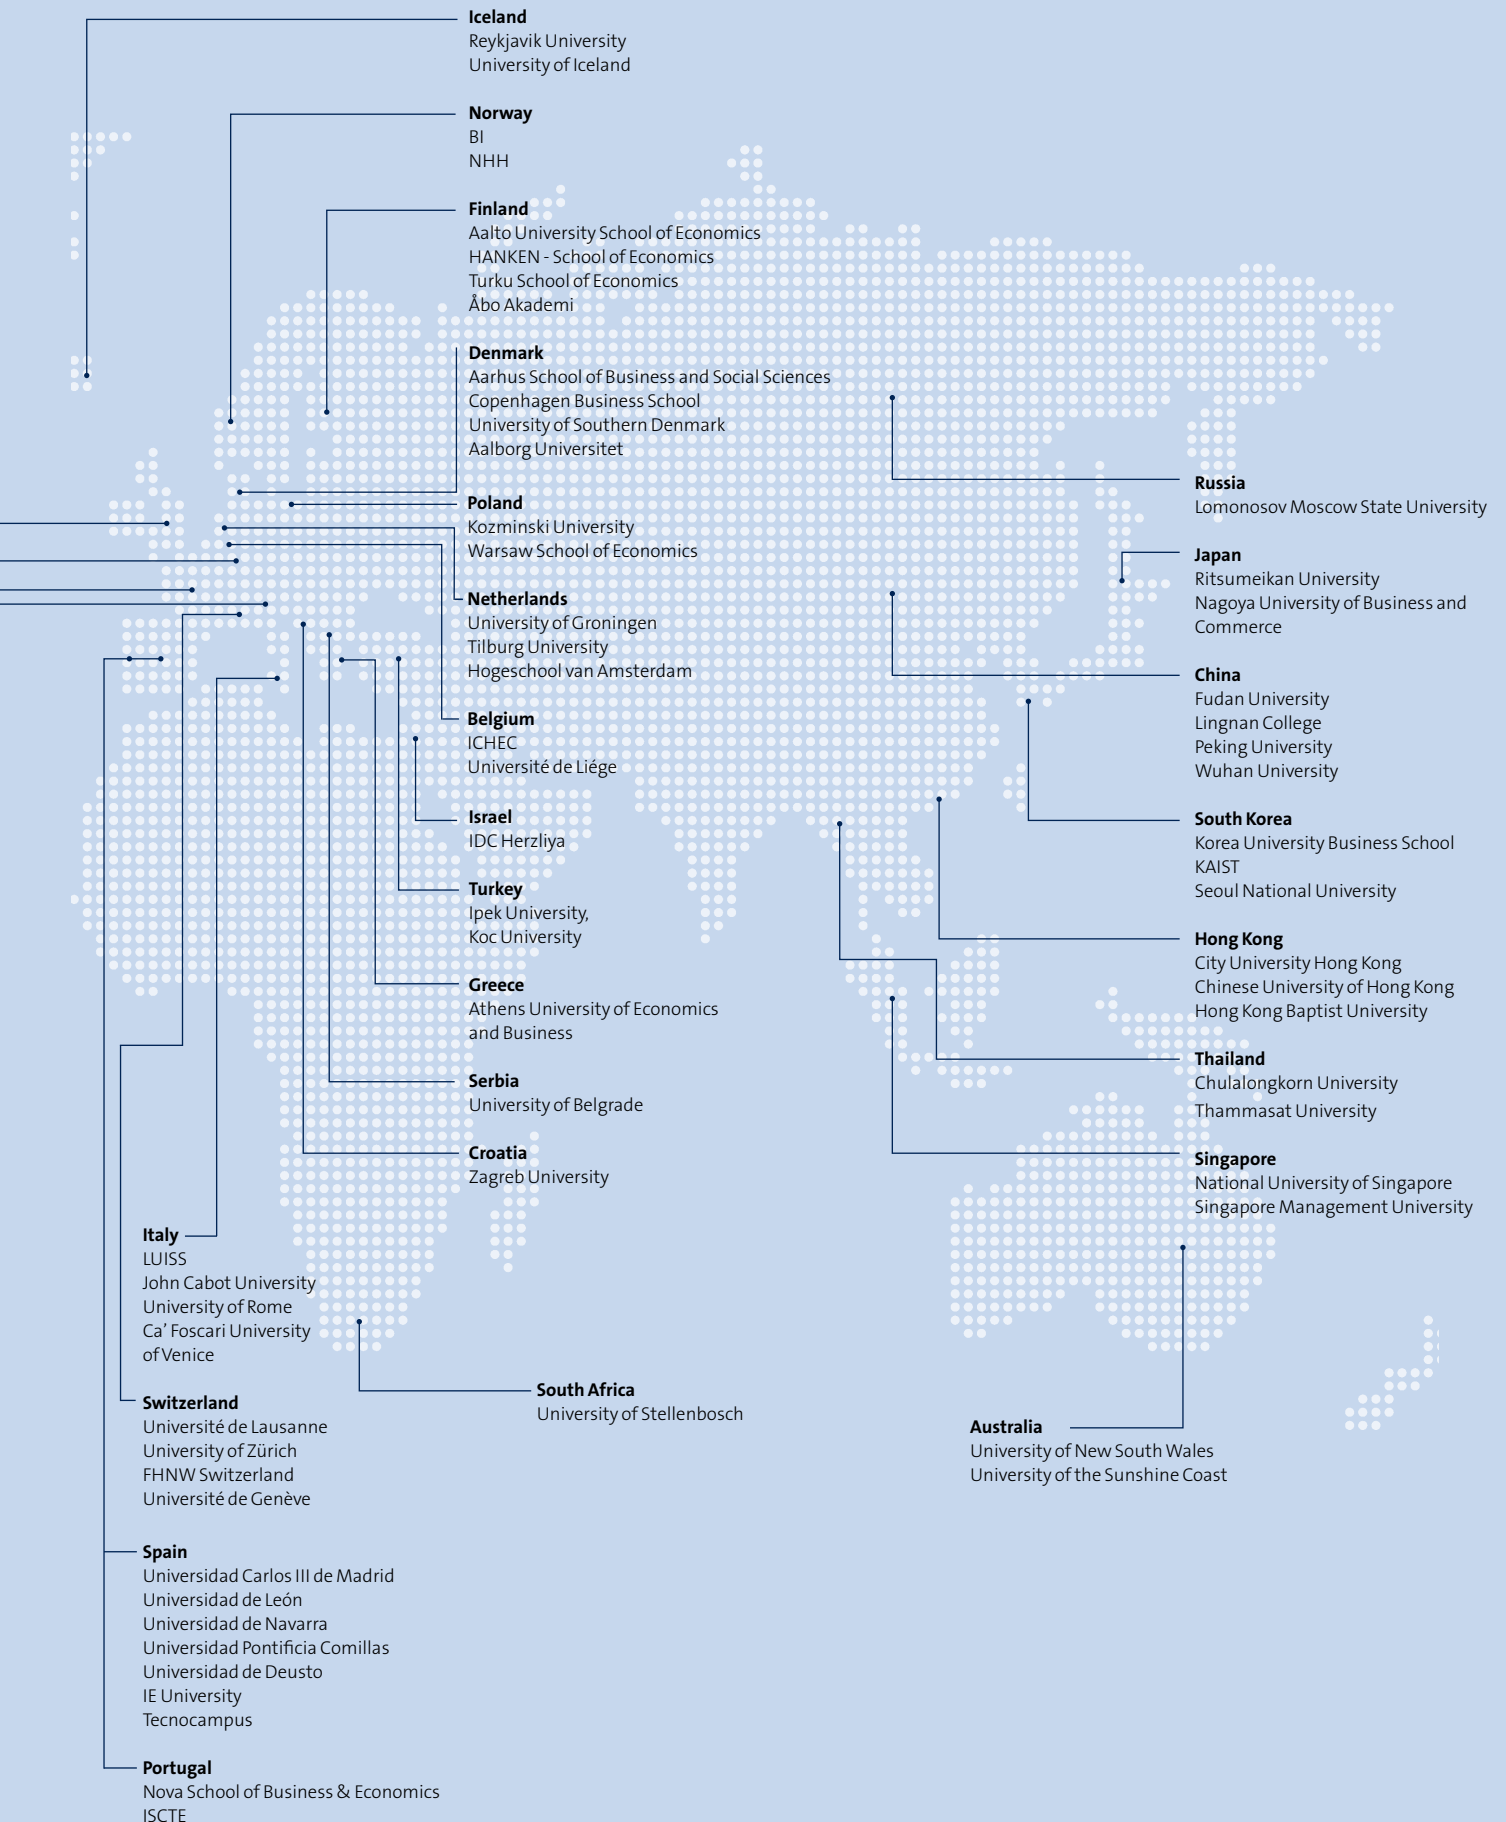 Iceland
Reykjavik University
University of Iceland
Norway
BI
NHH
Finland
Aalto University School of Economics
HANKEN - School of Economics
Turku School of Economics
Åbo Akademi
Denmark
Aarhus School of Business and Social Sciences
Copenhagen Business School
University of Southern Denmark
Aalborg Universitet
Poland
Kozminski University
Warsaw School of Economics
Netherlands
University of Groningen
Tilburg University
Hogeschool van Amsterdam
Belgium
ICHEC
Université de Liége
Israel
IDC Herzliya
Turkey
Ipek University,
Koc University
Greece
Athens University of Economics
and Business
Serbia
University of Belgrade
Croatia
Zagreb University
Italy
LUISS
John Cabot University
University of Rome
Ca’ Foscari University
of Venice
Switzerland
Université de Lausanne
University of Zürich
FHNW Switzerland
Université de Genève
Spain
Universidad Carlos III de Madrid
Universidad de León
Universidad de Navarra
Universidad Pontificia Comillas
Universidad de Deusto
IE University
Tecnocampus
Portugal
Nova School of Business & Economics
ISCTE
South Africa
University of Stellenbosch
Russia
Lomonosov Moscow State University
Japan
Ritsumeikan University
Nagoya University of Business and
Commerce
China
Fudan University
Lingnan College
Peking University
Wuhan University
South Korea
Korea University Business School
KAIST
Seoul National University
Hong Kong
City University Hong Kong
Chinese University of Hong Kong
Hong Kong Baptist University
Thailand
Chulalongkorn University
Thammasat University
Singapore
National University of Singapore
Singapore Management University
Australia
University of New South Wales
University of the Sunshine Coast